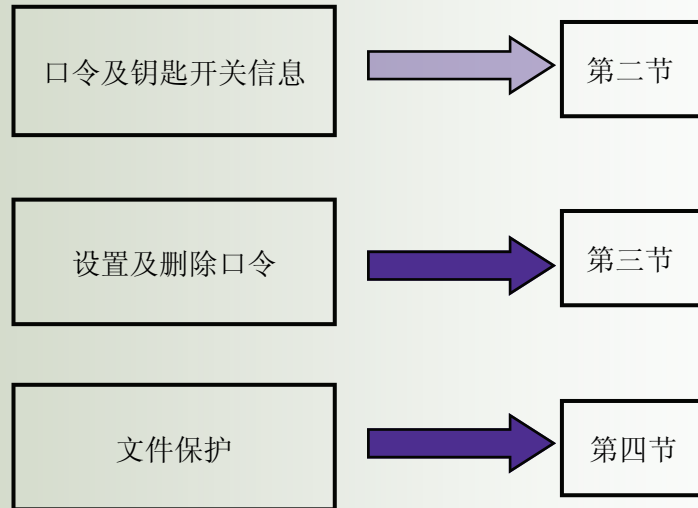 口令及钥匙开关信息
第二节
设置及删除口令
第三节
文件保护
第四节